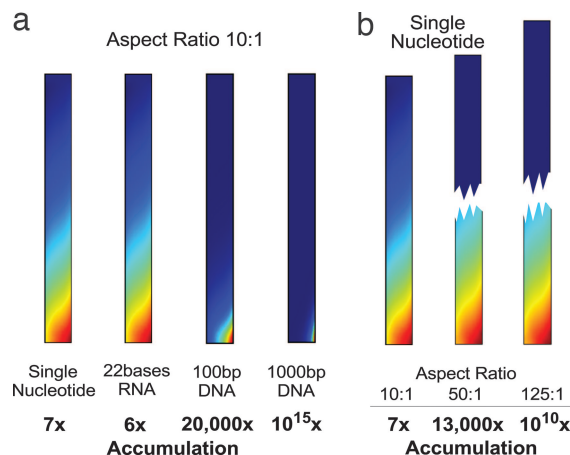 a
Aspect Ratio 10:1
Single Nucleotide
22bases RNA
100bp DNA
1000bp DNA
7x 6x 20,000x 10¹⁵x
Accumulation
b
Single
Nucleotide
Aspect Ratio
10:1 50:1 125:1
7x 13,000x 10¹⁰x
Accumulation